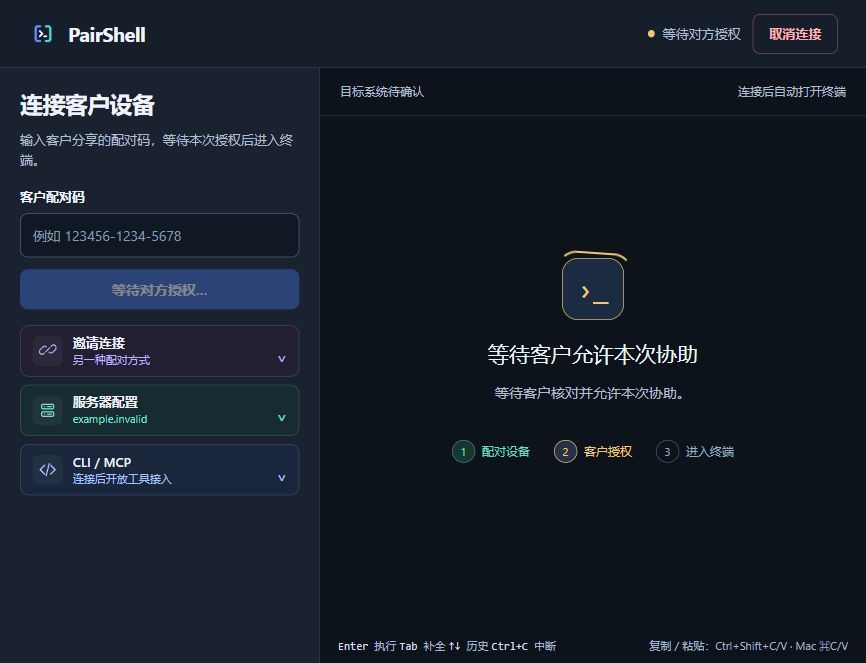 PairShell
等待对方授权
取消连接
连接客户设备
输入客户分享的配对码，等待本次授权后进入终
端。
客户配对码
例如 123456-1234-5678
等待对方授权...
邀请连接
另一种配对方式
服务器配置
example.invalid
CLI / MCP
连接后开放工具接入
目标系统待确认
连接后自动打开终端
等待客户允许本次协助
等待客户核对并允许本次协助。
1 配对设备 2 客户授权 3 进入终端
Enter 执行 Tab 补全 ↑↓ 历史 Ctrl+C 中断
复制 / 粘贴：Ctrl+Shift+C/V · Mac ⌘C/V